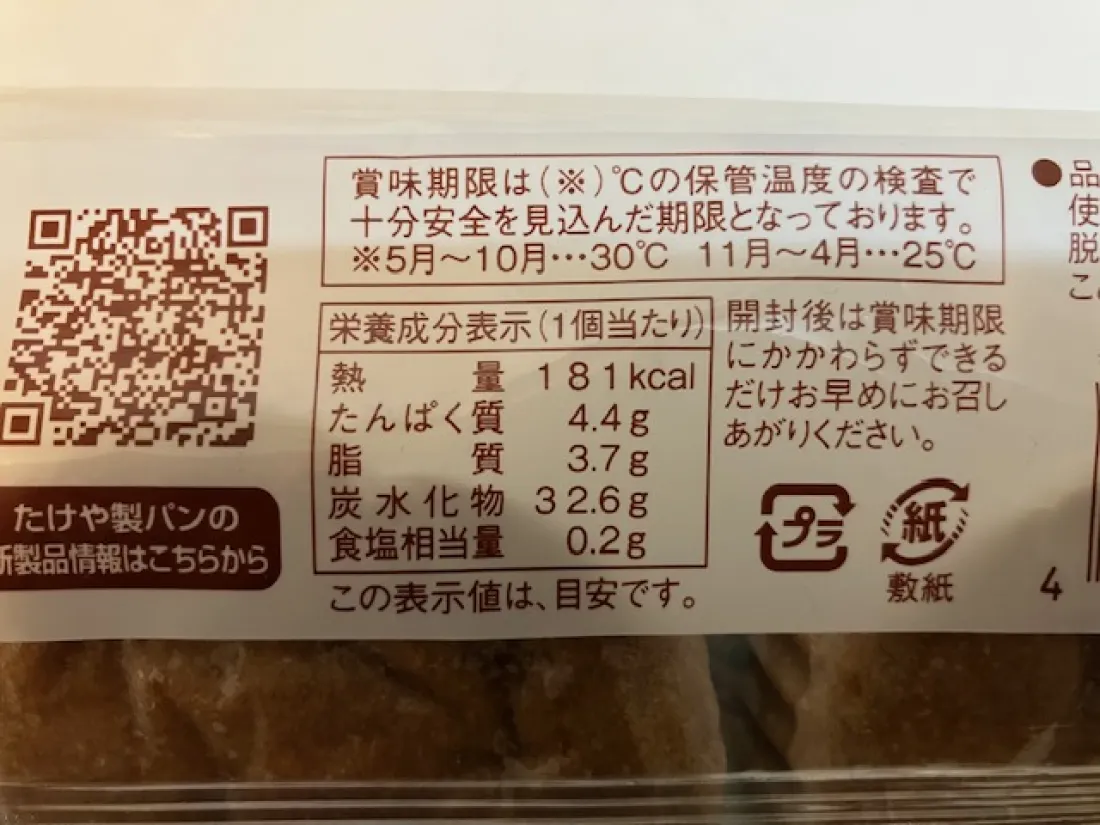 賞味期限は(※)℃の保管温度の検査で
十分安全を見込んだ期限となっております。
※5月～10月…30℃ 11月～4月…25℃
栄養成分表示(1個当たり)
熱量 181kcal
たんぱく質 4.4g
脂質 3.7g
炭水化物 32.6g
食塩相当量 0.2g
この表示値は、目安です。
開封後は賞味期限
にかかわらずできる
だけお早めにお召し
あがりください。
プラ
紙
敷紙
たけや製パンの
新製品情報はこちらから
●品
使
脱
こ
4